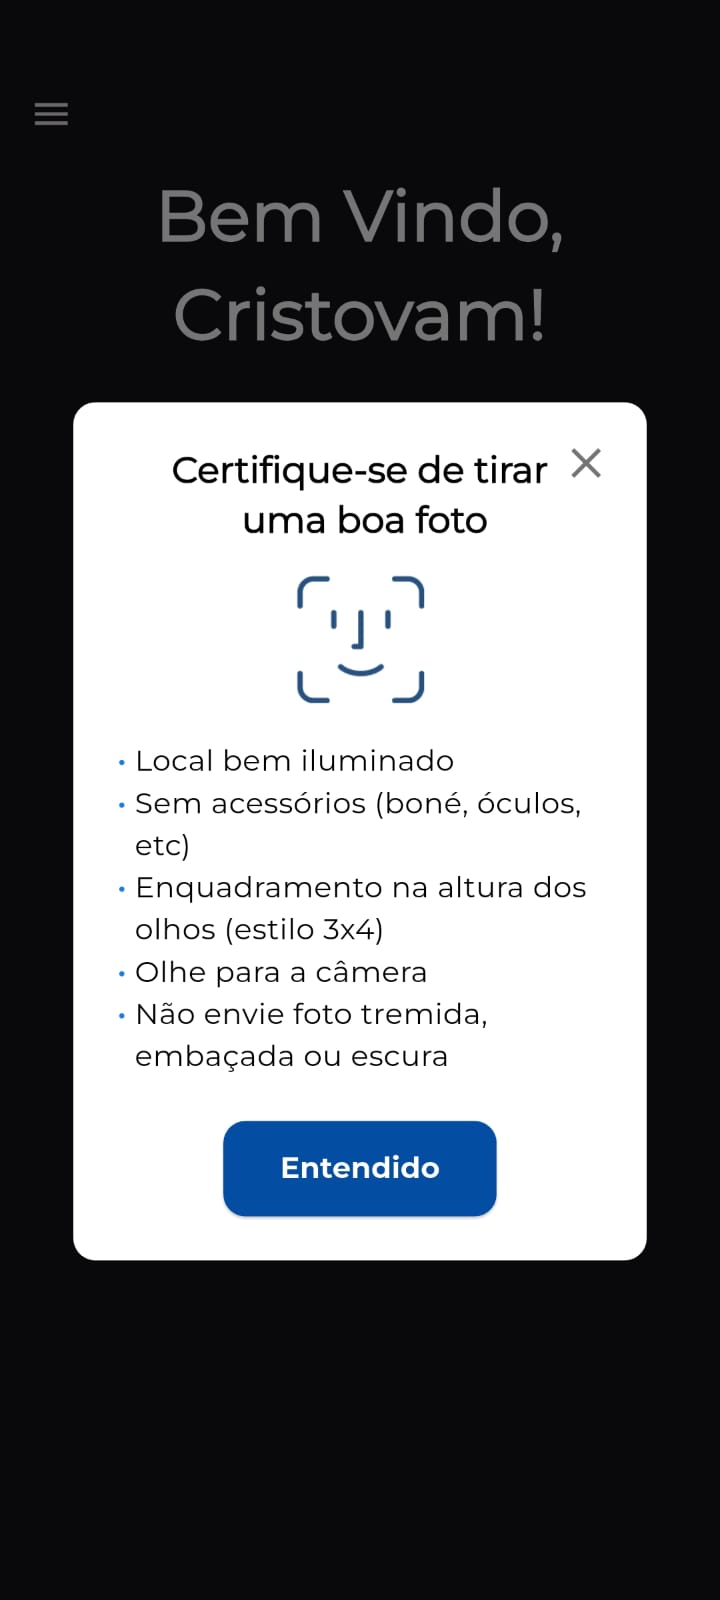 Bem Vindo,
Cristovam!
Certifique-se de tirar
uma boa foto
• Local bem iluminado
• Sem acessórios (boné, óculos,
etc)
• Enquadramento na altura dos
olhos (estilo 3x4)
• Olhe para a câmera
• Não envie foto tremida,
embaçada ou escura
Entendido